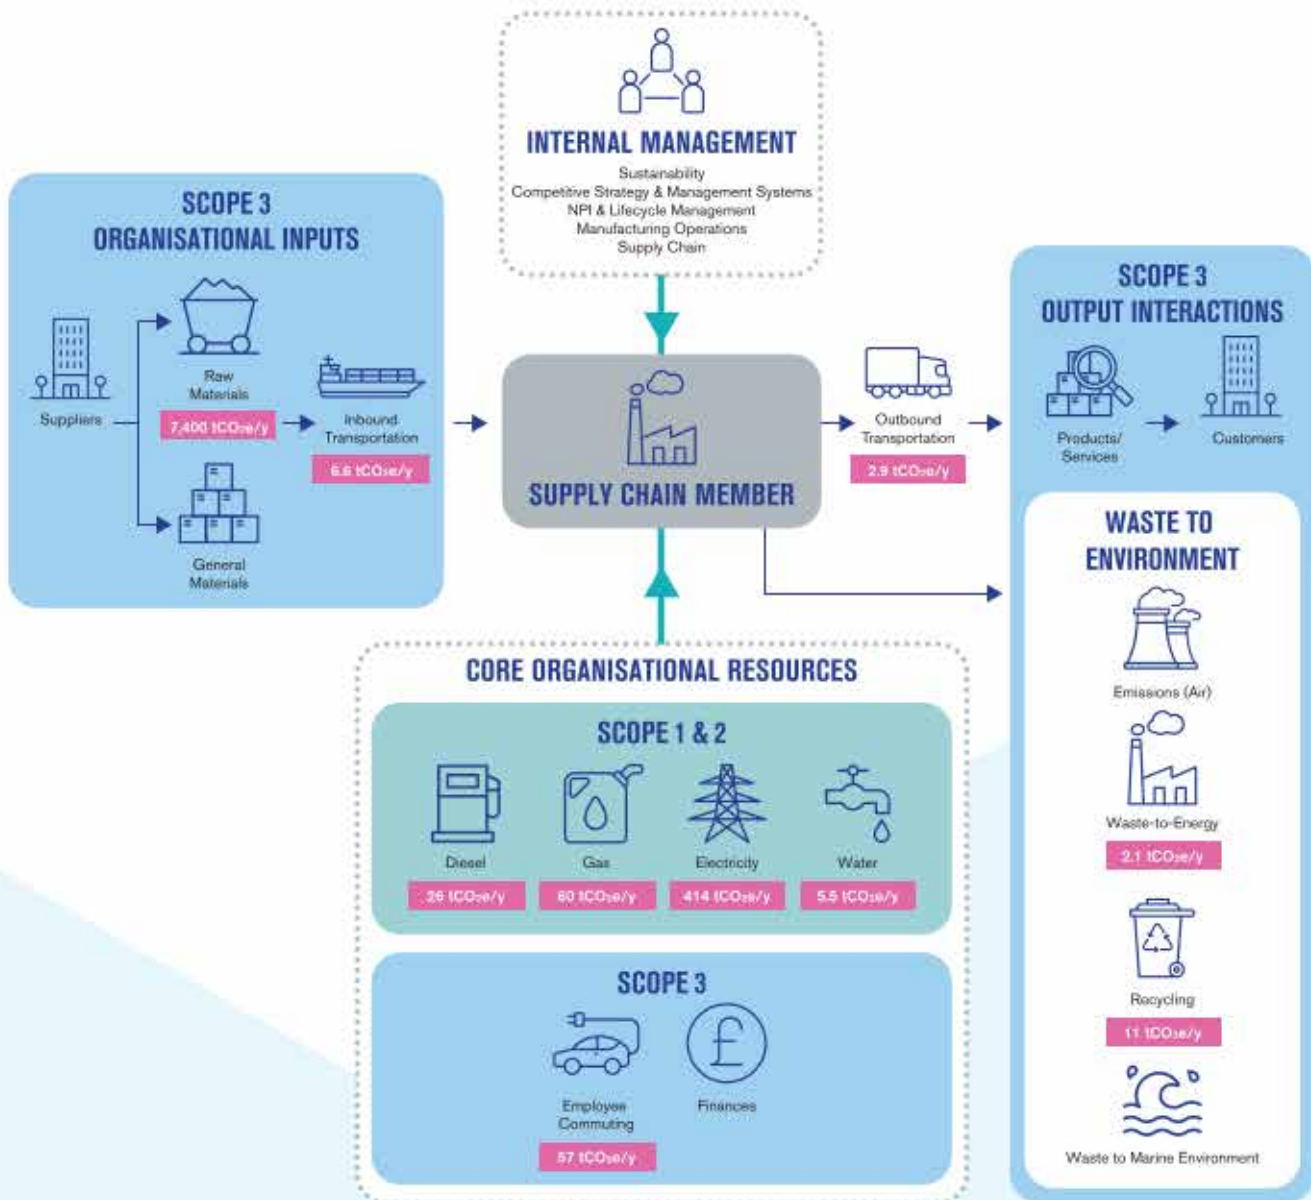 INTERNAL MANAGEMENT
Sustainability
Competitive Strategy & Management Systems
NPI & Lifecycle Management
Manufacturing Operations
Supply Chain
SCOPE 3
ORGANISATIONAL INPUTS
Suppliers
Raw
Materials
7,400 tCO₂e/y
General
Materials
Inbound
Transportation
6.6 tCO₂e/y
SUPPLY CHAIN MEMBER
Outbound
Transportation
2.9 tCO₂e/y
SCOPE 3
OUTPUT INTERACTIONS
Products/
Services
Customers
WASTE TO
ENVIRONMENT
Emissions (Air)
Waste-to-Energy
2.1 tCO₂e/y
Recycling
11 tCO₂e/y
Waste to Marine Environment
CORE ORGANISATIONAL RESOURCES
SCOPE 1 & 2
Diesel
26 tCO₂e/y
Gas
60 tCO₂e/y
Electricity
414 tCO₂e/y
Water
5.5 tCO₂e/y
SCOPE 3
Employee
Commuting
57 tCO₂e/y
£
Finances